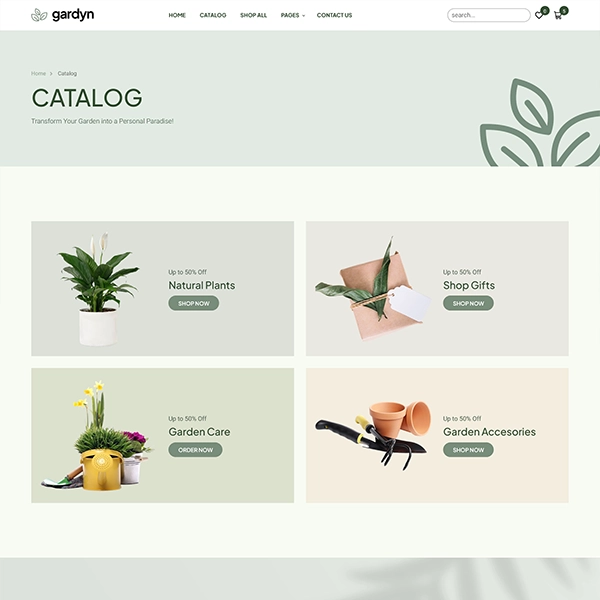 gardyn
HOME
CATALOG
SHOP ALL
PAGES
CONTACT US
search...
0
5
Home > Catalog
CATALOG
Transform Your Garden into a Personal Paradise!
Up to 50% Off
Natural Plants
SHOP NOW
Up to 50% Off
Shop Gifts
SHOP NOW
Up to 50% Off
Garden Care
ORDER NOW
Up to 50% Off
Garden Accesories
SHOP NOW